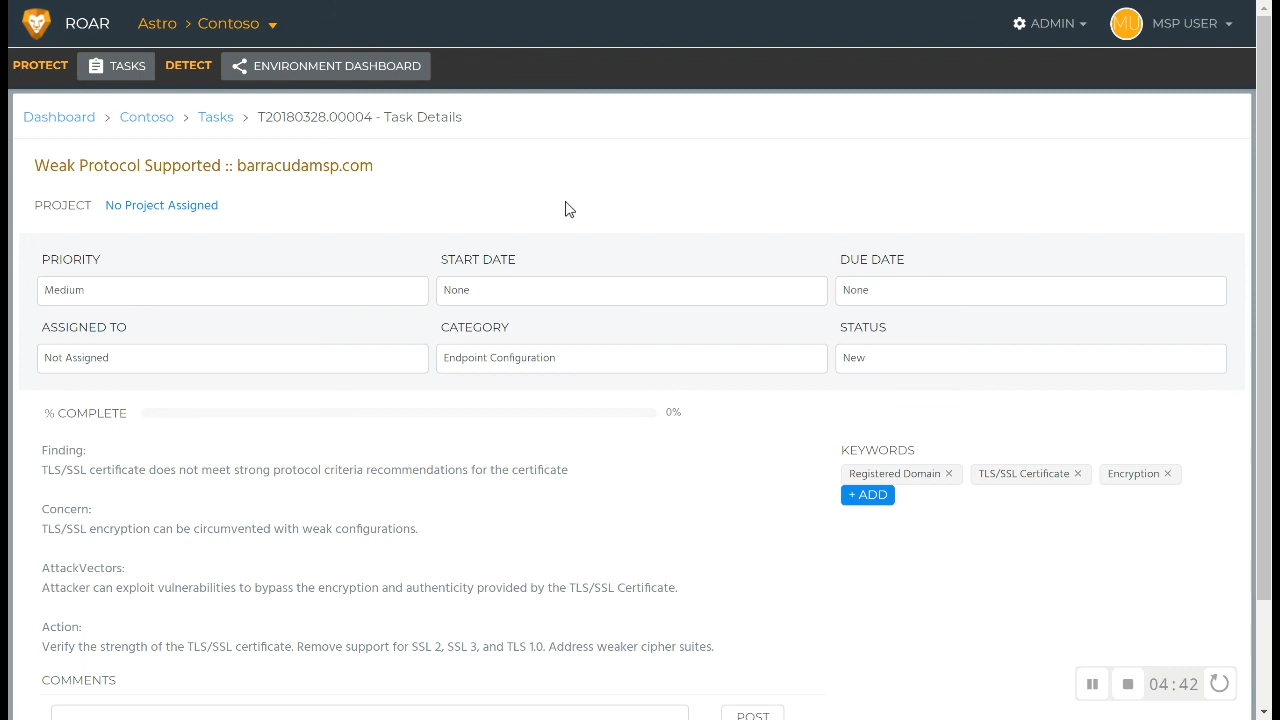 ROAR Astro > Contoso ADMIN MU MSP USER
PROTECT TASKS DETECT ENVIRONMENT DASHBOARD
Dashboard > Contoso > Tasks > T20180328.00004 - Task Details
Weak Protocol Supported :: barracudamsp.com
PROJECT No Project Assigned
PRIORITY START DATE DUE DATE
Medium None None
ASSIGNED TO CATEGORY STATUS
Not Assigned Endpoint Configuration New
% COMPLETE 0%
Finding: KEYWORDS
TLS/SSL certificate does not meet strong protocol criteria recommendations for the certificate Registered Domain × TLS/SSL Certificate × Encryption ×
+ ADD
Concern:
TLS/SSL encryption can be circumvented with weak configurations.
AttackVectors:
Attacker can exploit vulnerabilities to bypass the encryption and authenticity provided by the TLS/SSL Certificate.
Action:
Verify the strength of the TLS/SSL certificate. Remove support for SSL 2, SSL 3, and TLS 1.0. Address weaker cipher suites.
COMMENTS 04:42
POST